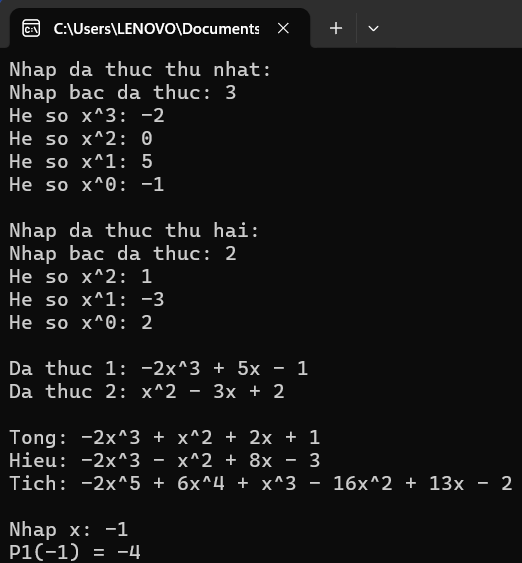 C:\Users\LENOVO\Documents
Nhap da thuc thu nhat:
Nhap bac da thuc: 3
He so x^3: -2
He so x^2: 0
He so x^1: 5
He so x^0: -1
Nhap da thuc thu hai:
Nhap bac da thuc: 2
He so x^2: 1
He so x^1: -3
He so x^0: 2
Da thuc 1: -2x^3 + 5x - 1
Da thuc 2: x^2 - 3x + 2
Tong: -2x^3 + x^2 + 2x + 1
Hieu: -2x^3 - x^2 + 8x - 3
Tich: -2x^5 + 6x^4 + x^3 - 16x^2 + 13x - 2
Nhap x: -1
P1(-1) = -4